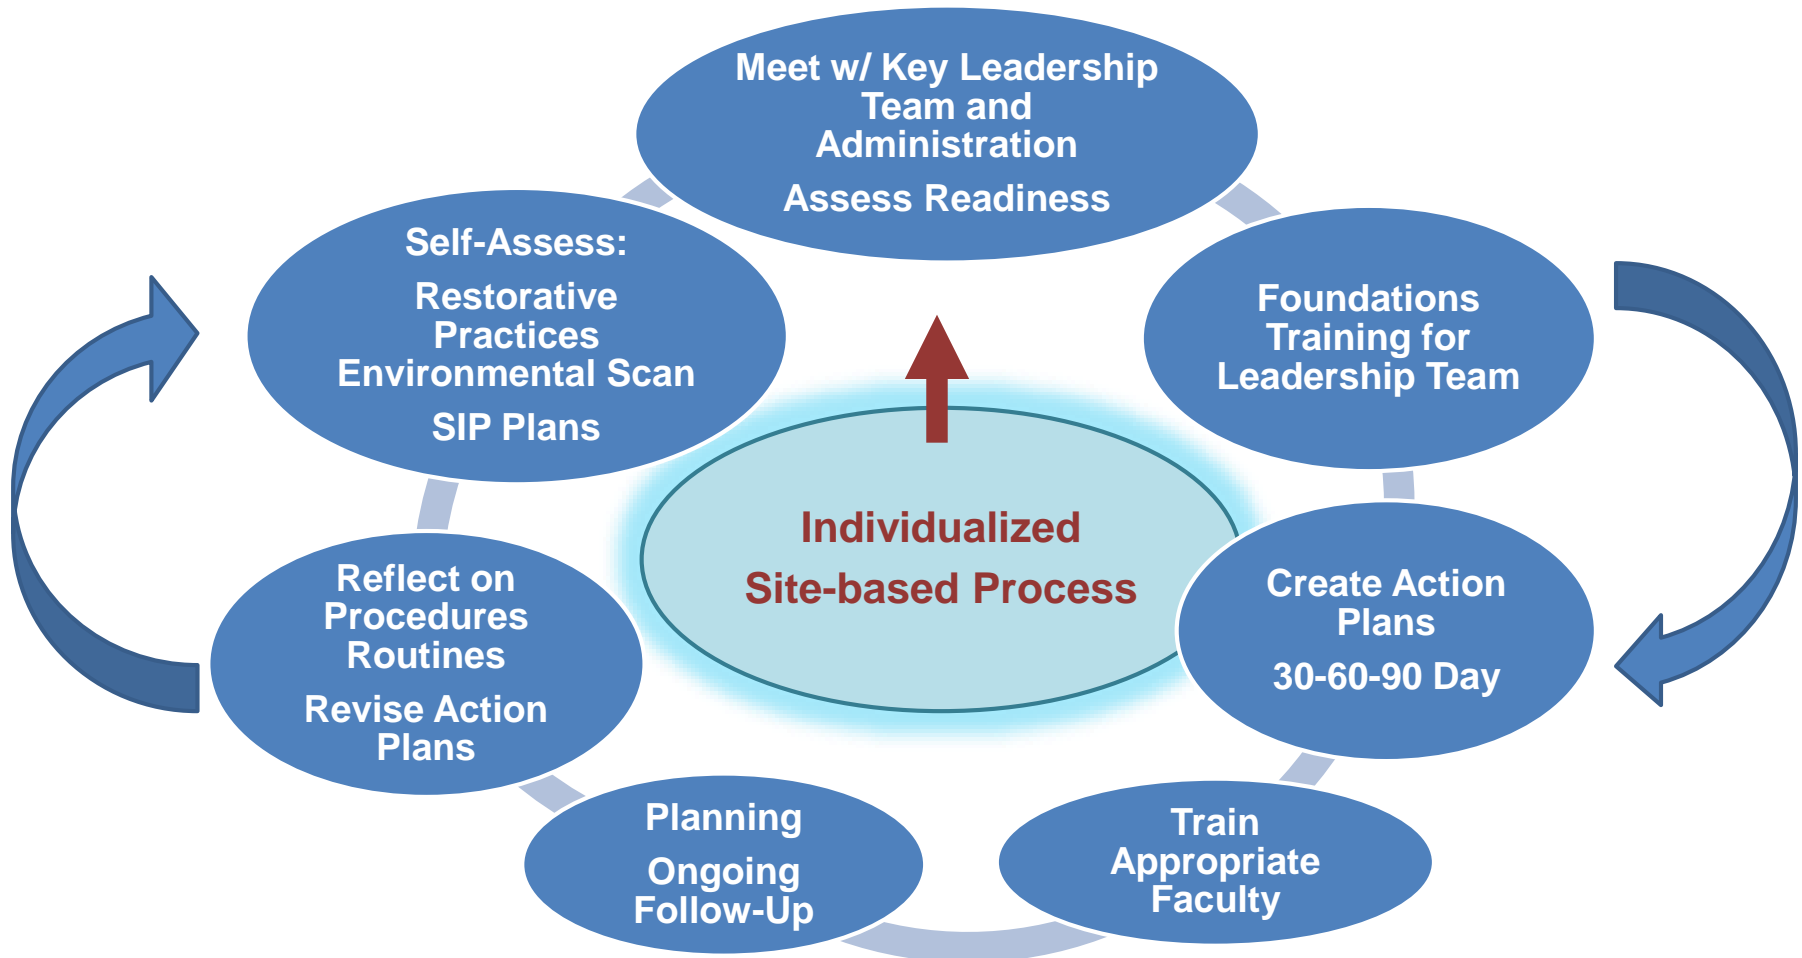 Meet w/ Key Leadership
Team and
Administration
Assess Readiness
Foundations
Training for
Leadership Team
Create Action
Plans
30-60-90 Day
Train
Appropriate
Faculty
Planning
Ongoing
Follow-Up
Reflect on
Procedures
Routines
Revise Action
Plans
Self-Assess:
Restorative
Practices
Environmental Scan
SIP Plans
Individualized
Site-based Process